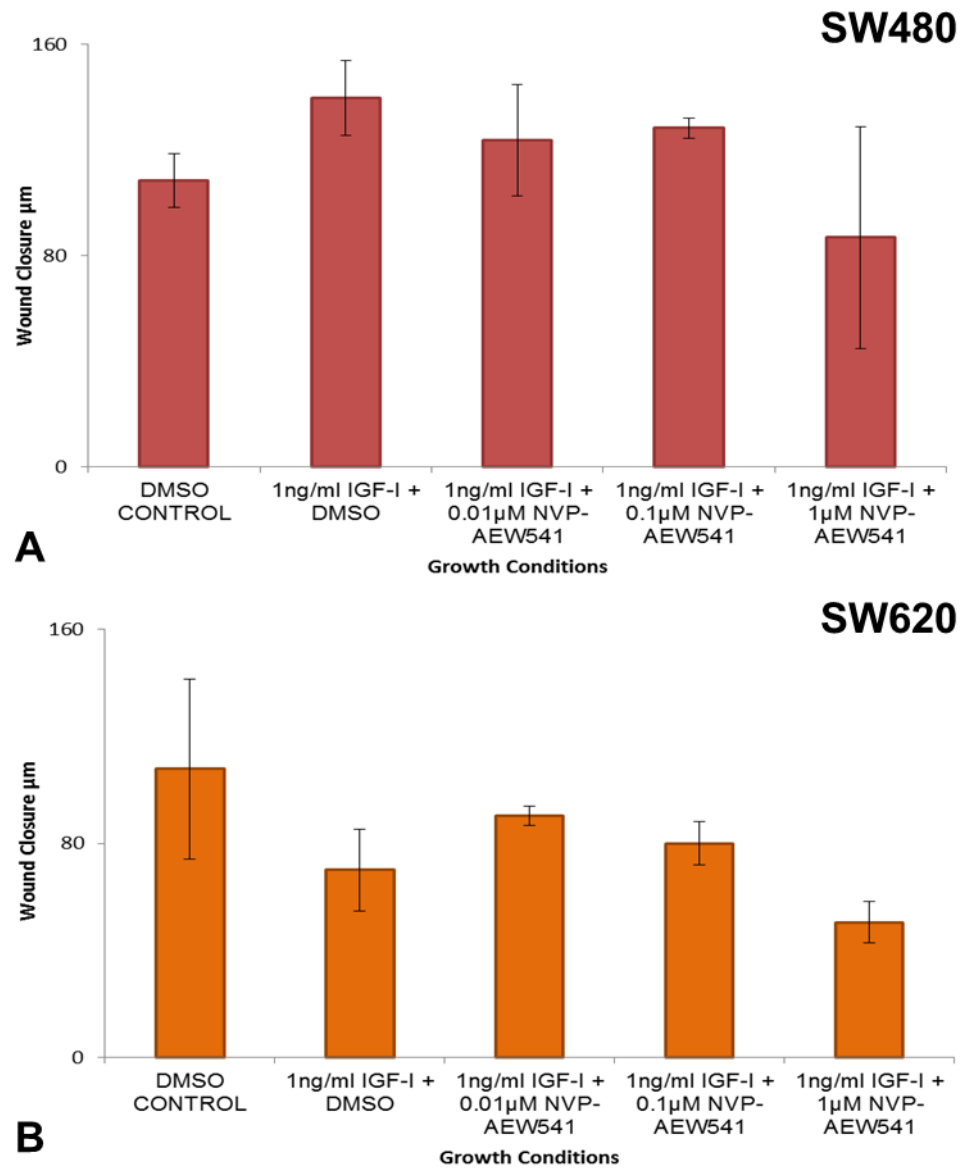 SW480
160
80
0
Wound Closure µm
DMSO
CONTROL
1ng/ml IGF-I +
DMSO
1ng/ml IGF-I +
0.01µM NVP-
AEW541
1ng/ml IGF-I +
0.1µM NVP-
AEW541
1ng/ml IGF-I +
1µM NVP-
AEW541
A
Growth Conditions
SW620
160
80
0
Wound Closure µm
DMSO
CONTROL
1ng/ml IGF-I +
DMSO
1ng/ml IGF-I +
0.01µM NVP-
AEW541
1ng/ml IGF-I +
0.1µM NVP-
AEW541
1ng/ml IGF-I +
1µM NVP-
AEW541
B
Growth Conditions